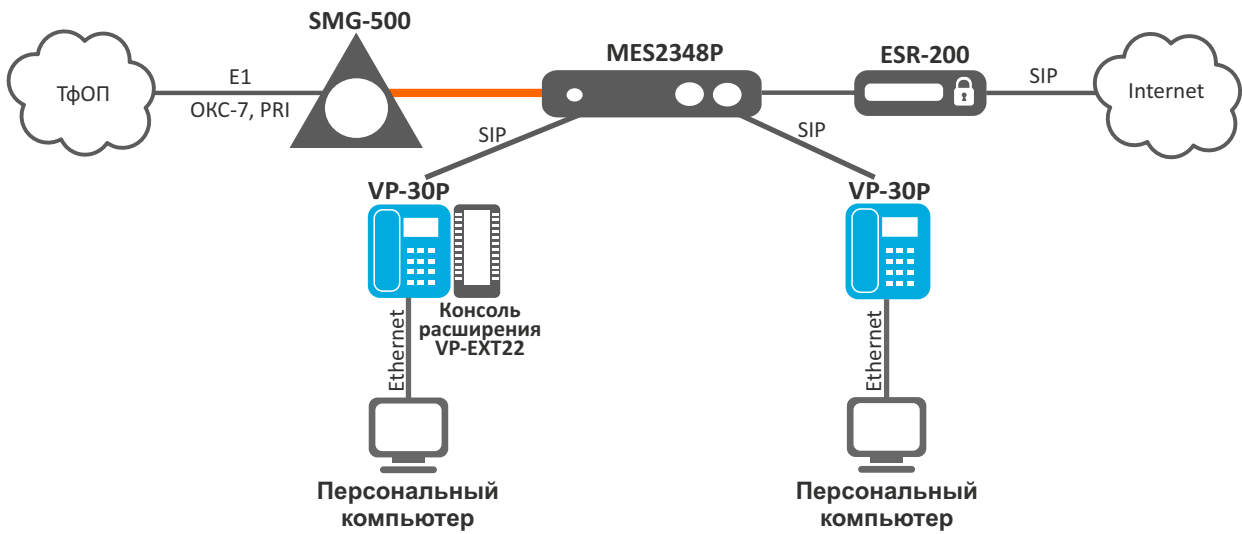 SMG-500
MES2348P
ESR-200
ТфОП
E1
ОКС-7, PRI
SIP
Internet
SIP
SIP
VP-30P
VP-30P
Консоль
расширения
VP-EXT22
Ethernet
Ethernet
Персональный
компьютер
Персональный
компьютер